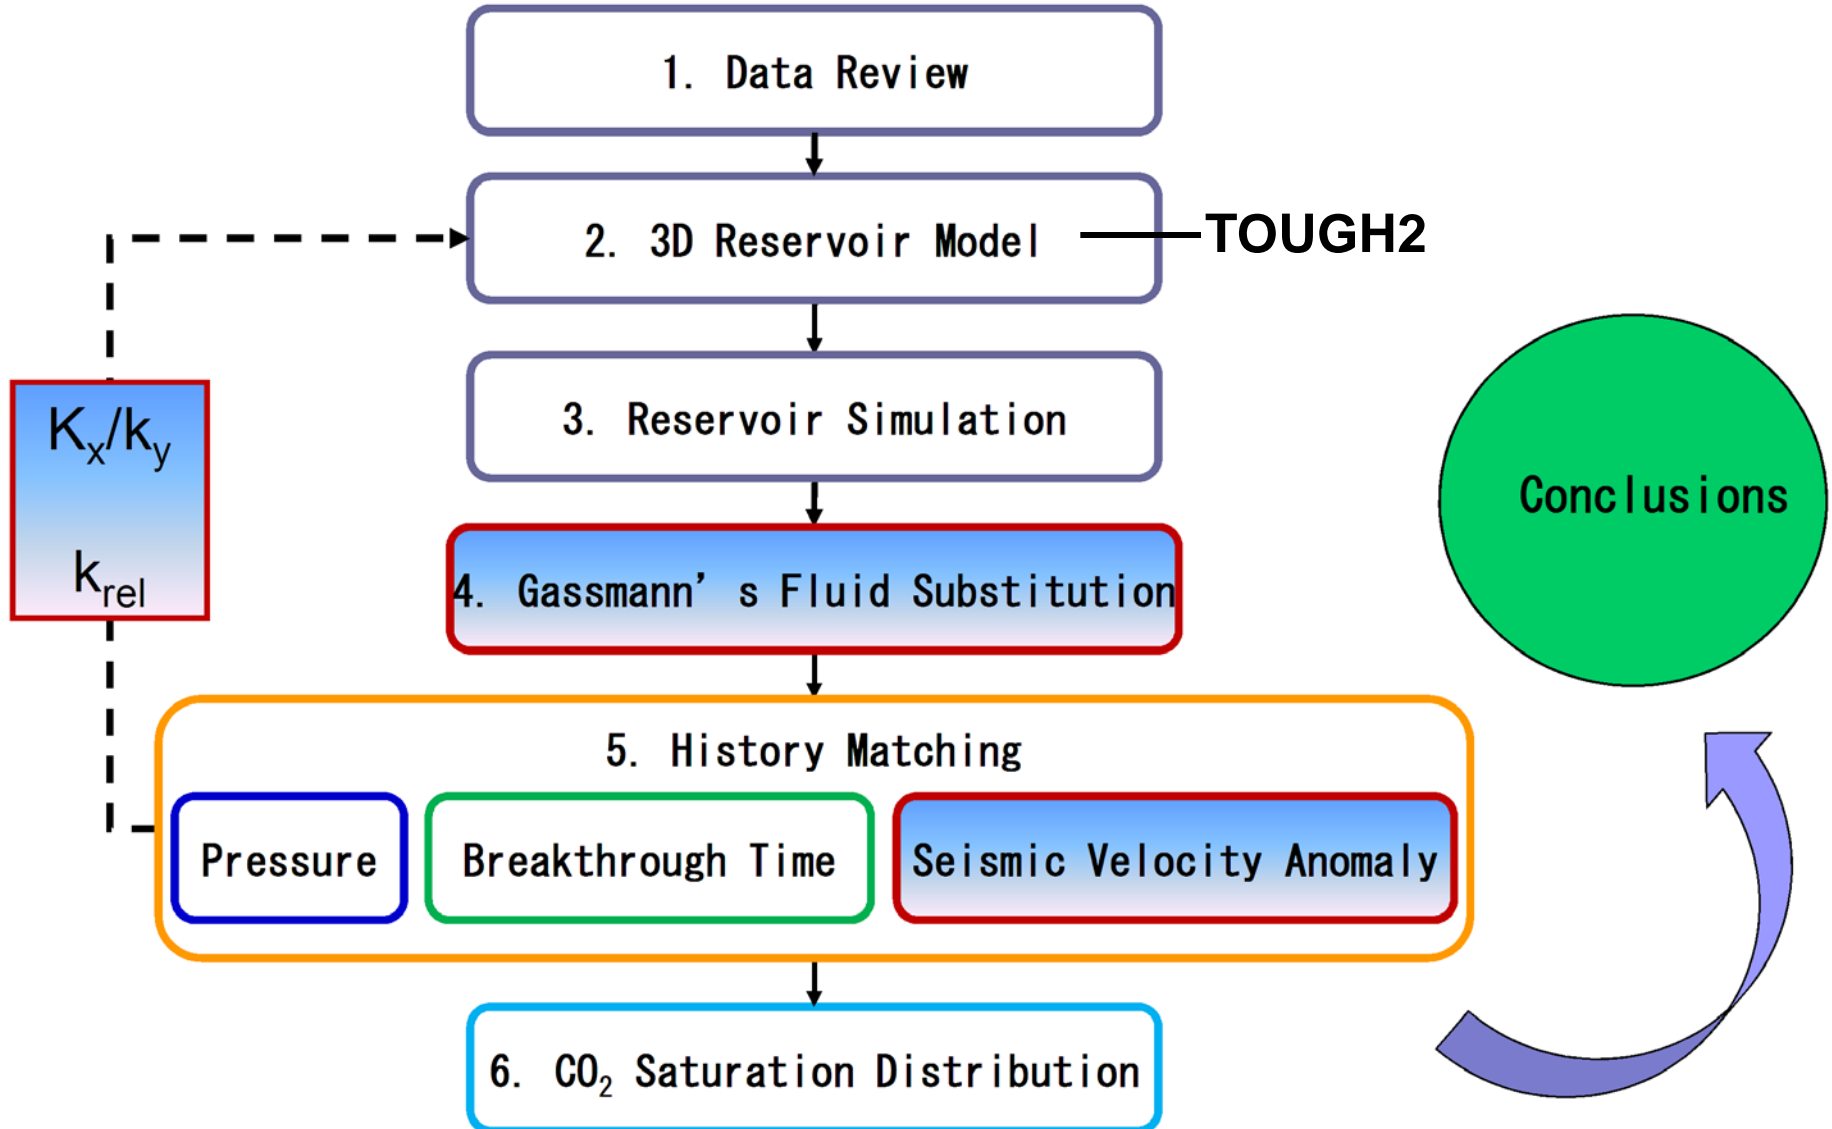 1. Data Review
2. 3D Reservoir Model
TOUGH2
3. Reservoir Simulation
Kx/ky
krel
Conclusions
4. Gassmann’s Fluid Substitution
5. History Matching
Pressure
Breakthrough Time
Seismic Velocity Anomaly
6. CO₂ Saturation Distribution